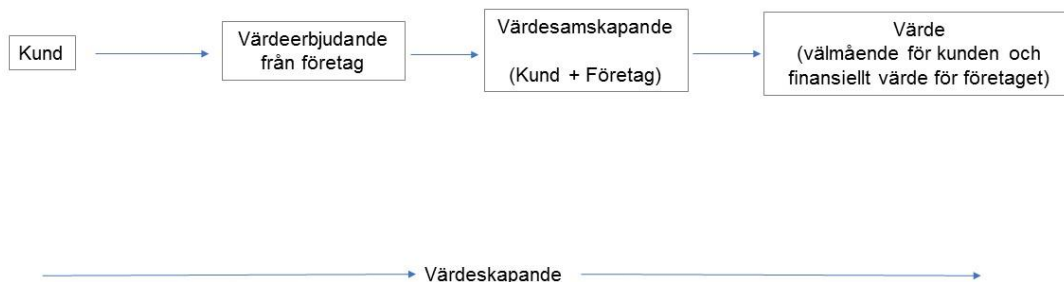 Kund
Värdeerbjudande
från företag
Värdesamskapande
(Kund + Företag)
Värde
(välmående för kunden och
finansiellt värde för företaget)
Värdeskapande